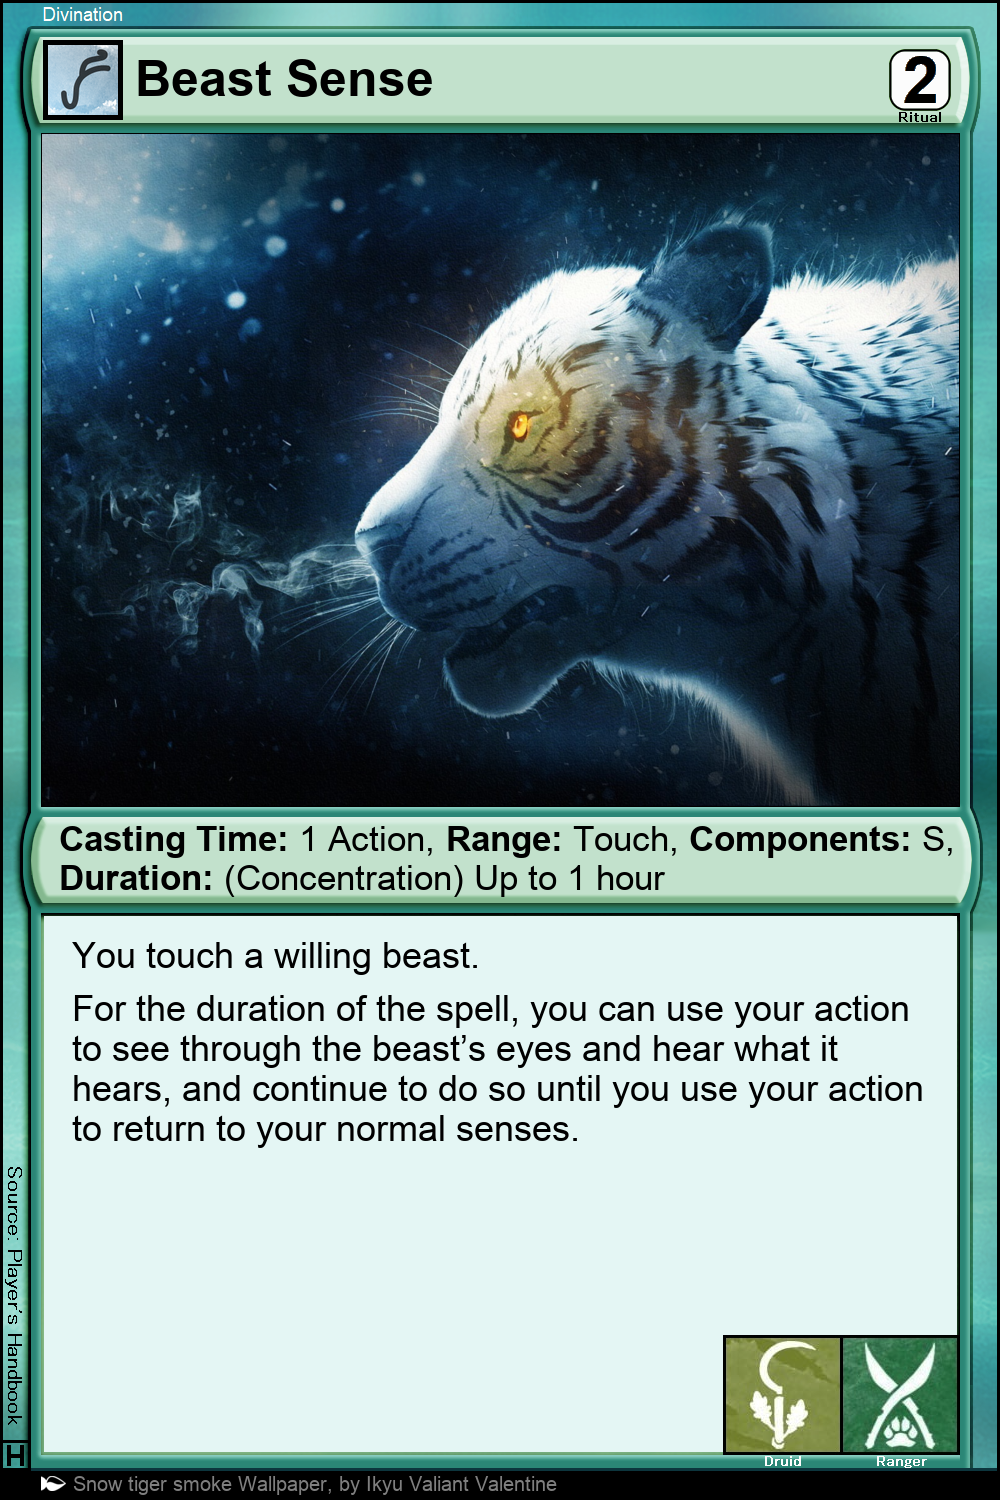 Divination
Beast Sense
2
Ritual
Casting Time: 1 Action, Range: Touch, Components: S,
Duration: (Concentration) Up to 1 hour
You touch a willing beast.
For the duration of the spell, you can use your action
to see through the beast’s eyes and hear what it
hears, and continue to do so until you use your action
to return to your normal senses.
Source: Player's Handbook
H
Druid
Ranger
Snow tiger smoke Wallpaper, by Ikyu Valiant Valentine